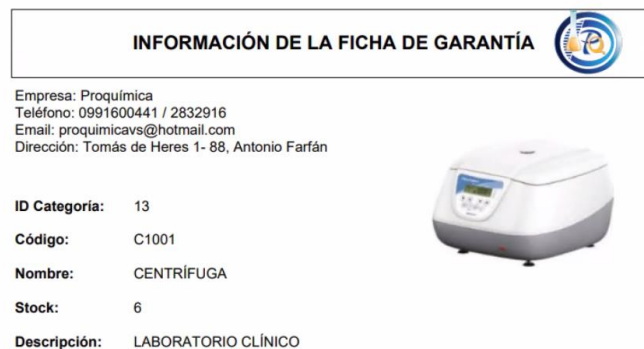 INFORMACIÓN DE LA FICHA DE GARANTÍA
Empresa: Proquímica
Teléfono: 0991600441 / 2832916
Email: proquimicavs@hotmail.com
Dirección: Tomás de Heres 1- 88, Antonio Farfán
ID Categoría: 13
Código: C1001
Nombre: CENTRÍFUGA
Stock: 6
Descripción: LABORATORIO CLÍNICO